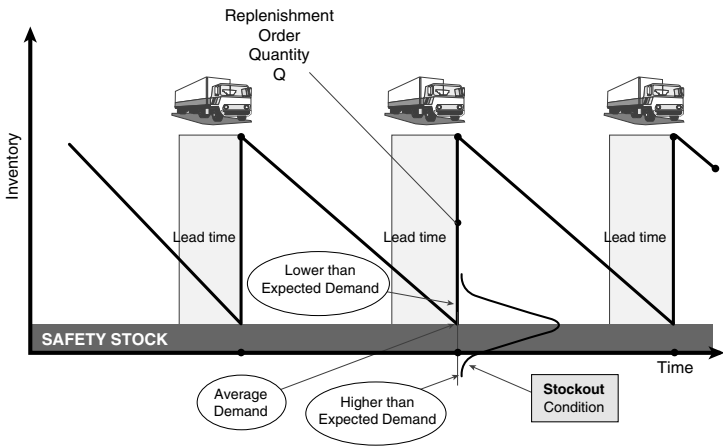 Replenishment
Order
Quantity
Q
Inventory
Lead time
Lead time
Lead time
Lower than
Expected Demand
SAFETY STOCK
Time
Average
Demand
Higher than
Expected Demand
Stockout
Condition